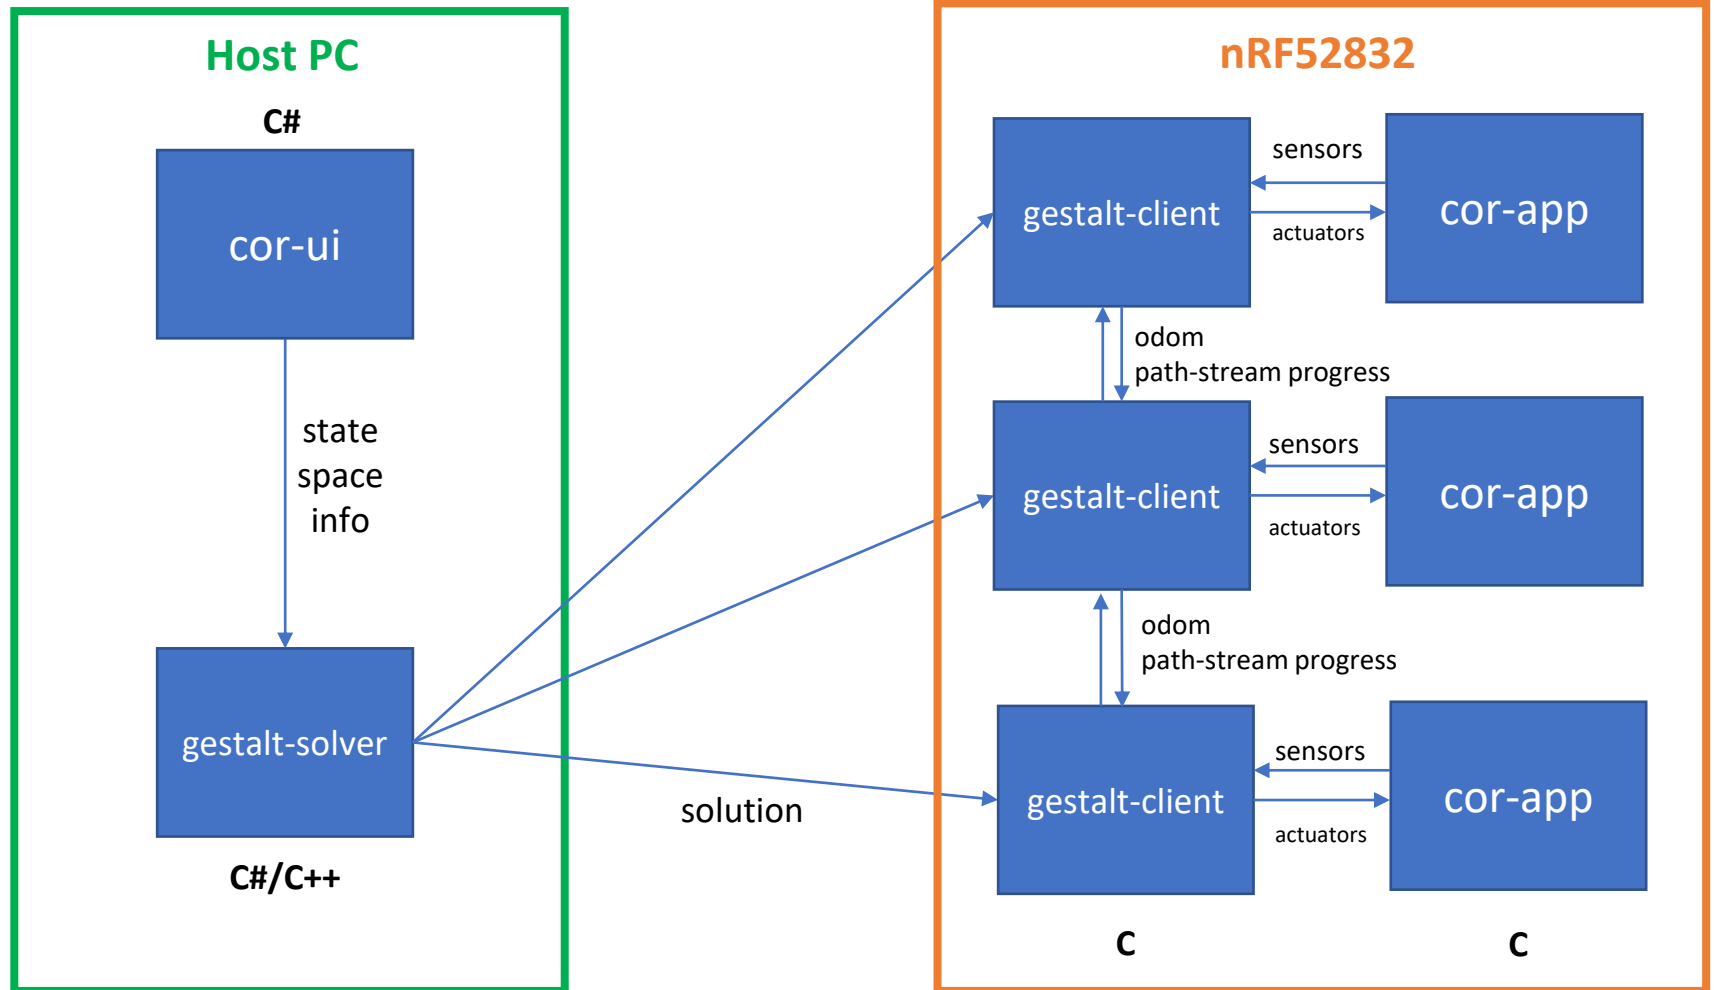 Host PC
C#
cor-ui
state
space
info
gestalt-solver
C#/C++
solution
nRF52832
gestalt-client
sensors
actuators
cor-app
odom
path-stream progress
gestalt-client
sensors
actuators
cor-app
odom
path-stream progress
gestalt-client
sensors
actuators
cor-app
C
C